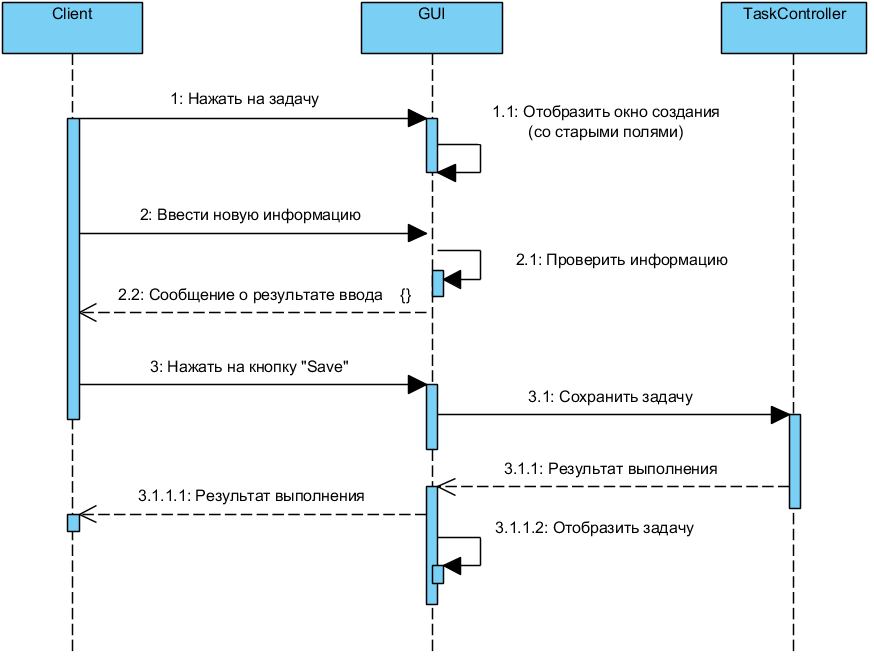 Client
GUI
TaskController
1: Нажать на задачу
1.1: Отобразить окно создания
(со старыми полями)
2: Ввести новую информацию
2.1: Проверить информацию
2.2: Сообщение о результате ввода {}
3: Нажать на кнопку "Save"
3.1: Сохранить задачу
3.1.1: Результат выполнения
3.1.1.1: Результат выполнения
3.1.1.2: Отобразить задачу